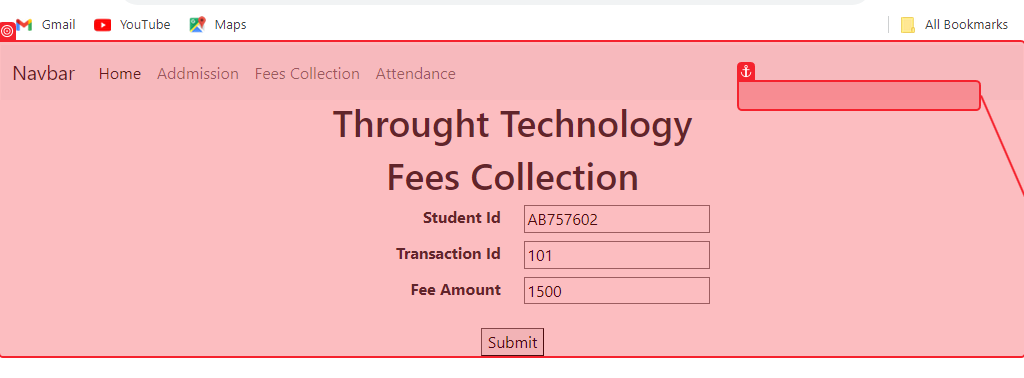 Gmail YouTube Maps All Bookmarks
Navbar Home Addmission Fees Collection Attendance
Throught Technology
Fees Collection
Student Id AB757602
Transaction Id 101
Fee Amount 1500
Submit